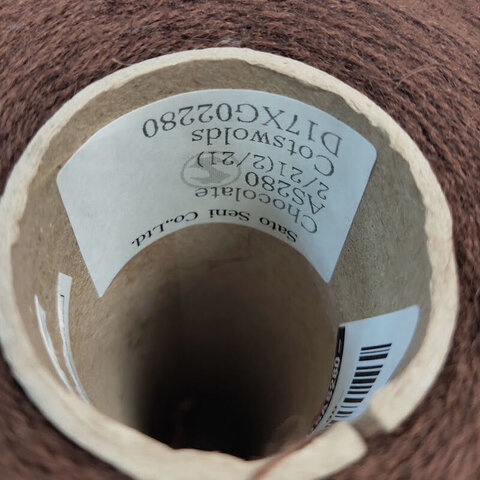 Sato Seni Co.,Ltd.
Chocolate
AS280
2/21(2/21)
Cotswolds
D17XG02280